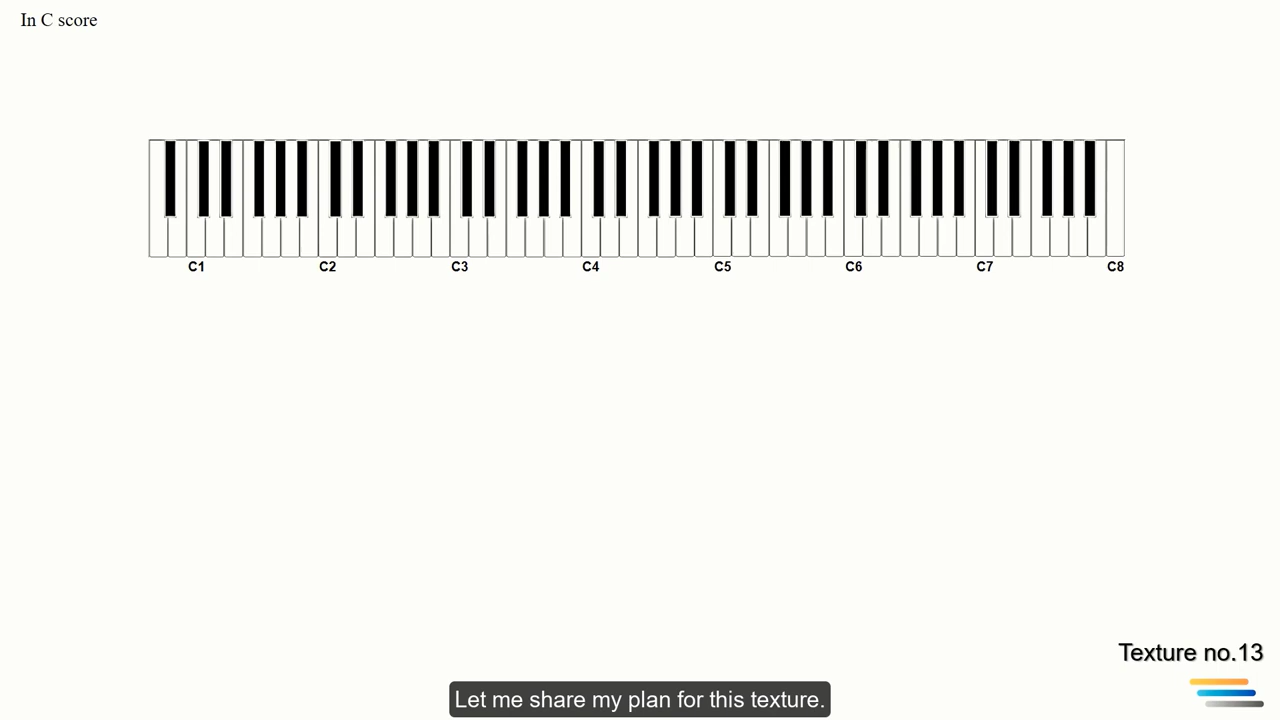 In C score
C1 C2 C3 C4 C5 C6 C7 C8
Texture no.13
Let me share my plan for this texture.